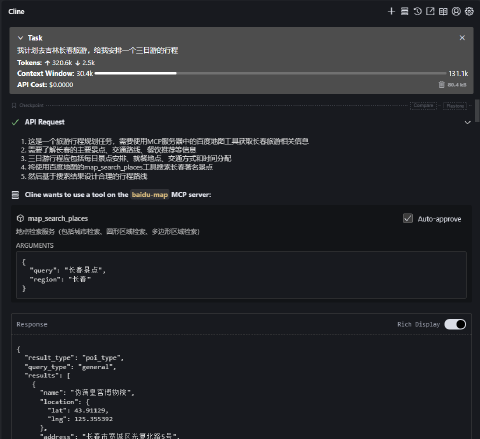 Cline
Task
我计划去吉林长春旅游，给我安排一个三日游的行程
Tokens: ↑ 320.6k ↓ 2.5k
Context Window: 30.4k 131.1k
API Cost: $0.0000
Checkpoint Compare Restore
API Request
1. 这是一个旅游行程规划任务，需要使用MCP服务器中的百度地图工具获取长春旅游相关信息
2. 需要了解长春的主要景点、交通路线、餐饮推荐等信息
3. 三日游行程应包括每日景点安排、就餐地点、交通方式和时间分配
4. 将使用百度地图的map_search_places工具搜索长春著名景点
5. 然后基于搜索结果设计合理的行程路线
Cline wants to use a tool on the baidu-map MCP server:
map_search_places Auto-approve
地点检索服务（包括城市检索、圆形区域检索、多边形区域检索）
ARGUMENTS
{
"query": "长春景点",
"region": "长春"
}
Response Rich Display
{
"result_type": "poi_type",
"query_type": "general",
"results": [
{
"name": "伪满皇宫博物院",
"location": {
"lat": 43.91129,
"lng": 125.355392
},
"address": "长春市宽城区光复北路5号",